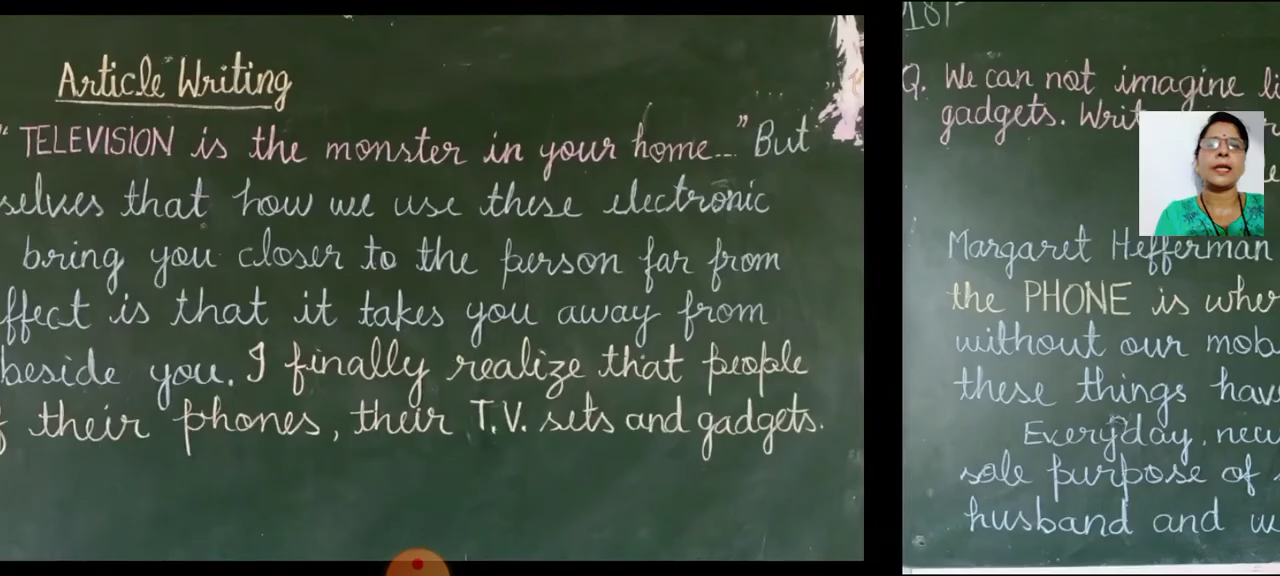 Article Writing
" TELEVISION is the monster in your home..." But
selves that how we use these electronic
bring you closer to the person far from
ffect is that it takes you away from
beside you. I finally realize that people
their phones, their T.V. sets and gadgets.
Q. We can not imagine li
gadgets. Writ
Margaret Hefferman
the PHONE is wher
without our mob
these things hav
Everyday, new
sole purpose of
husband and w